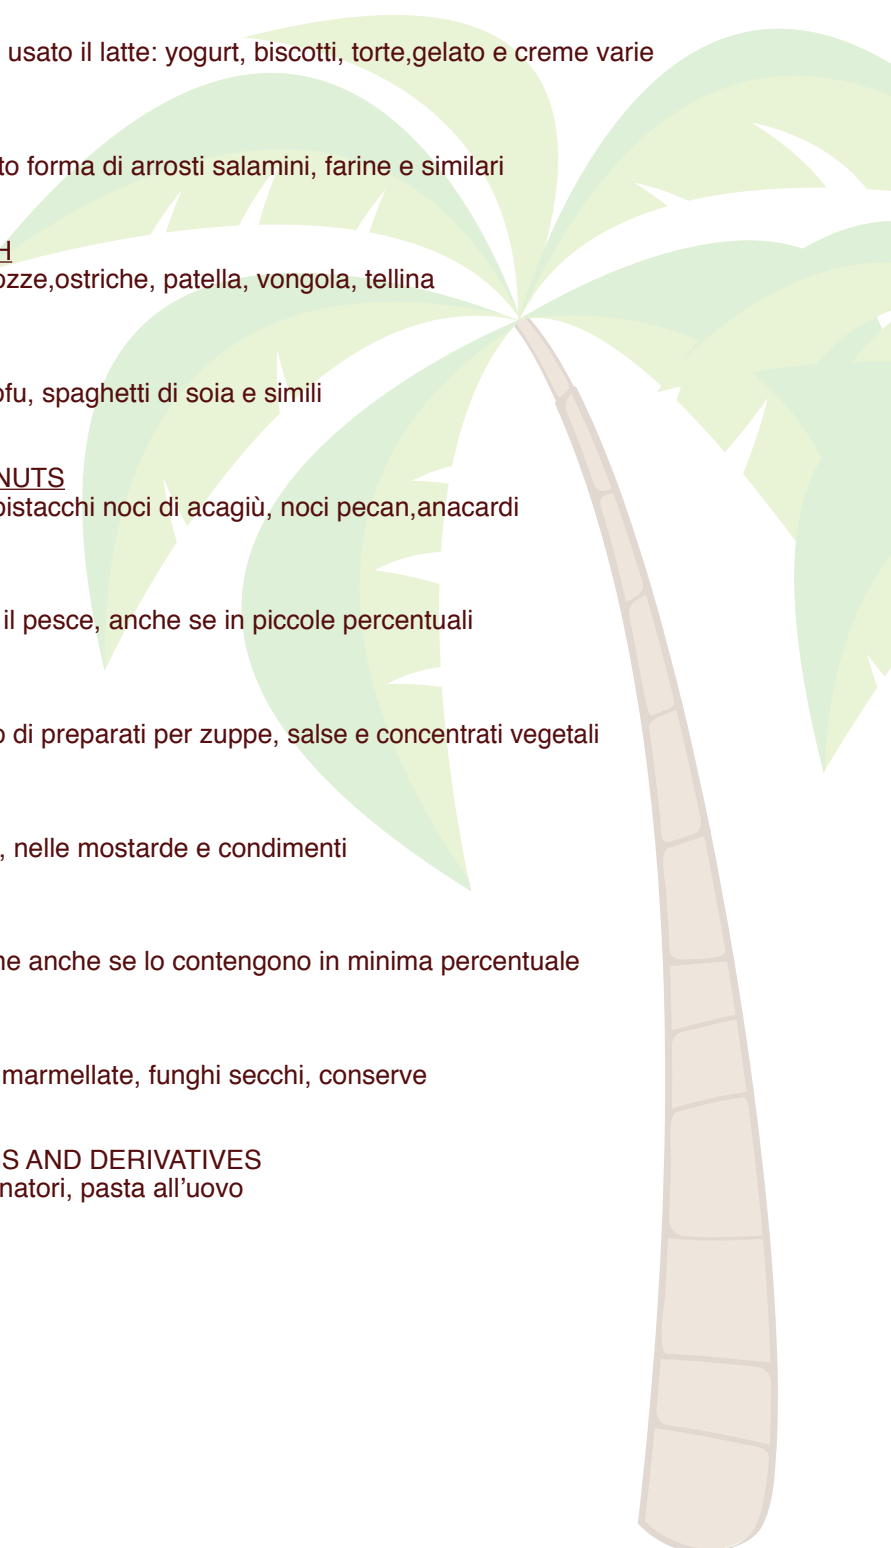 usato il latte: yogurt, biscotti, torte,gelato e creme varie
to forma di arrosti salamini, farine e similari
H
ozze,ostriche, patella, vongola, tellina
ofu, spaghetti di soia e simili
NUTS
pistacchi noci di acagiù, noci pecan,anacardi
il pesce, anche se in piccole percentuali
o di preparati per zuppe, salse e concentrati vegetali
, nelle mostarde e condimenti
ne anche se lo contengono in minima percentuale
marmellate, funghi secchi, conserve
S AND DERIVATIVES
natori, pasta all’uovo